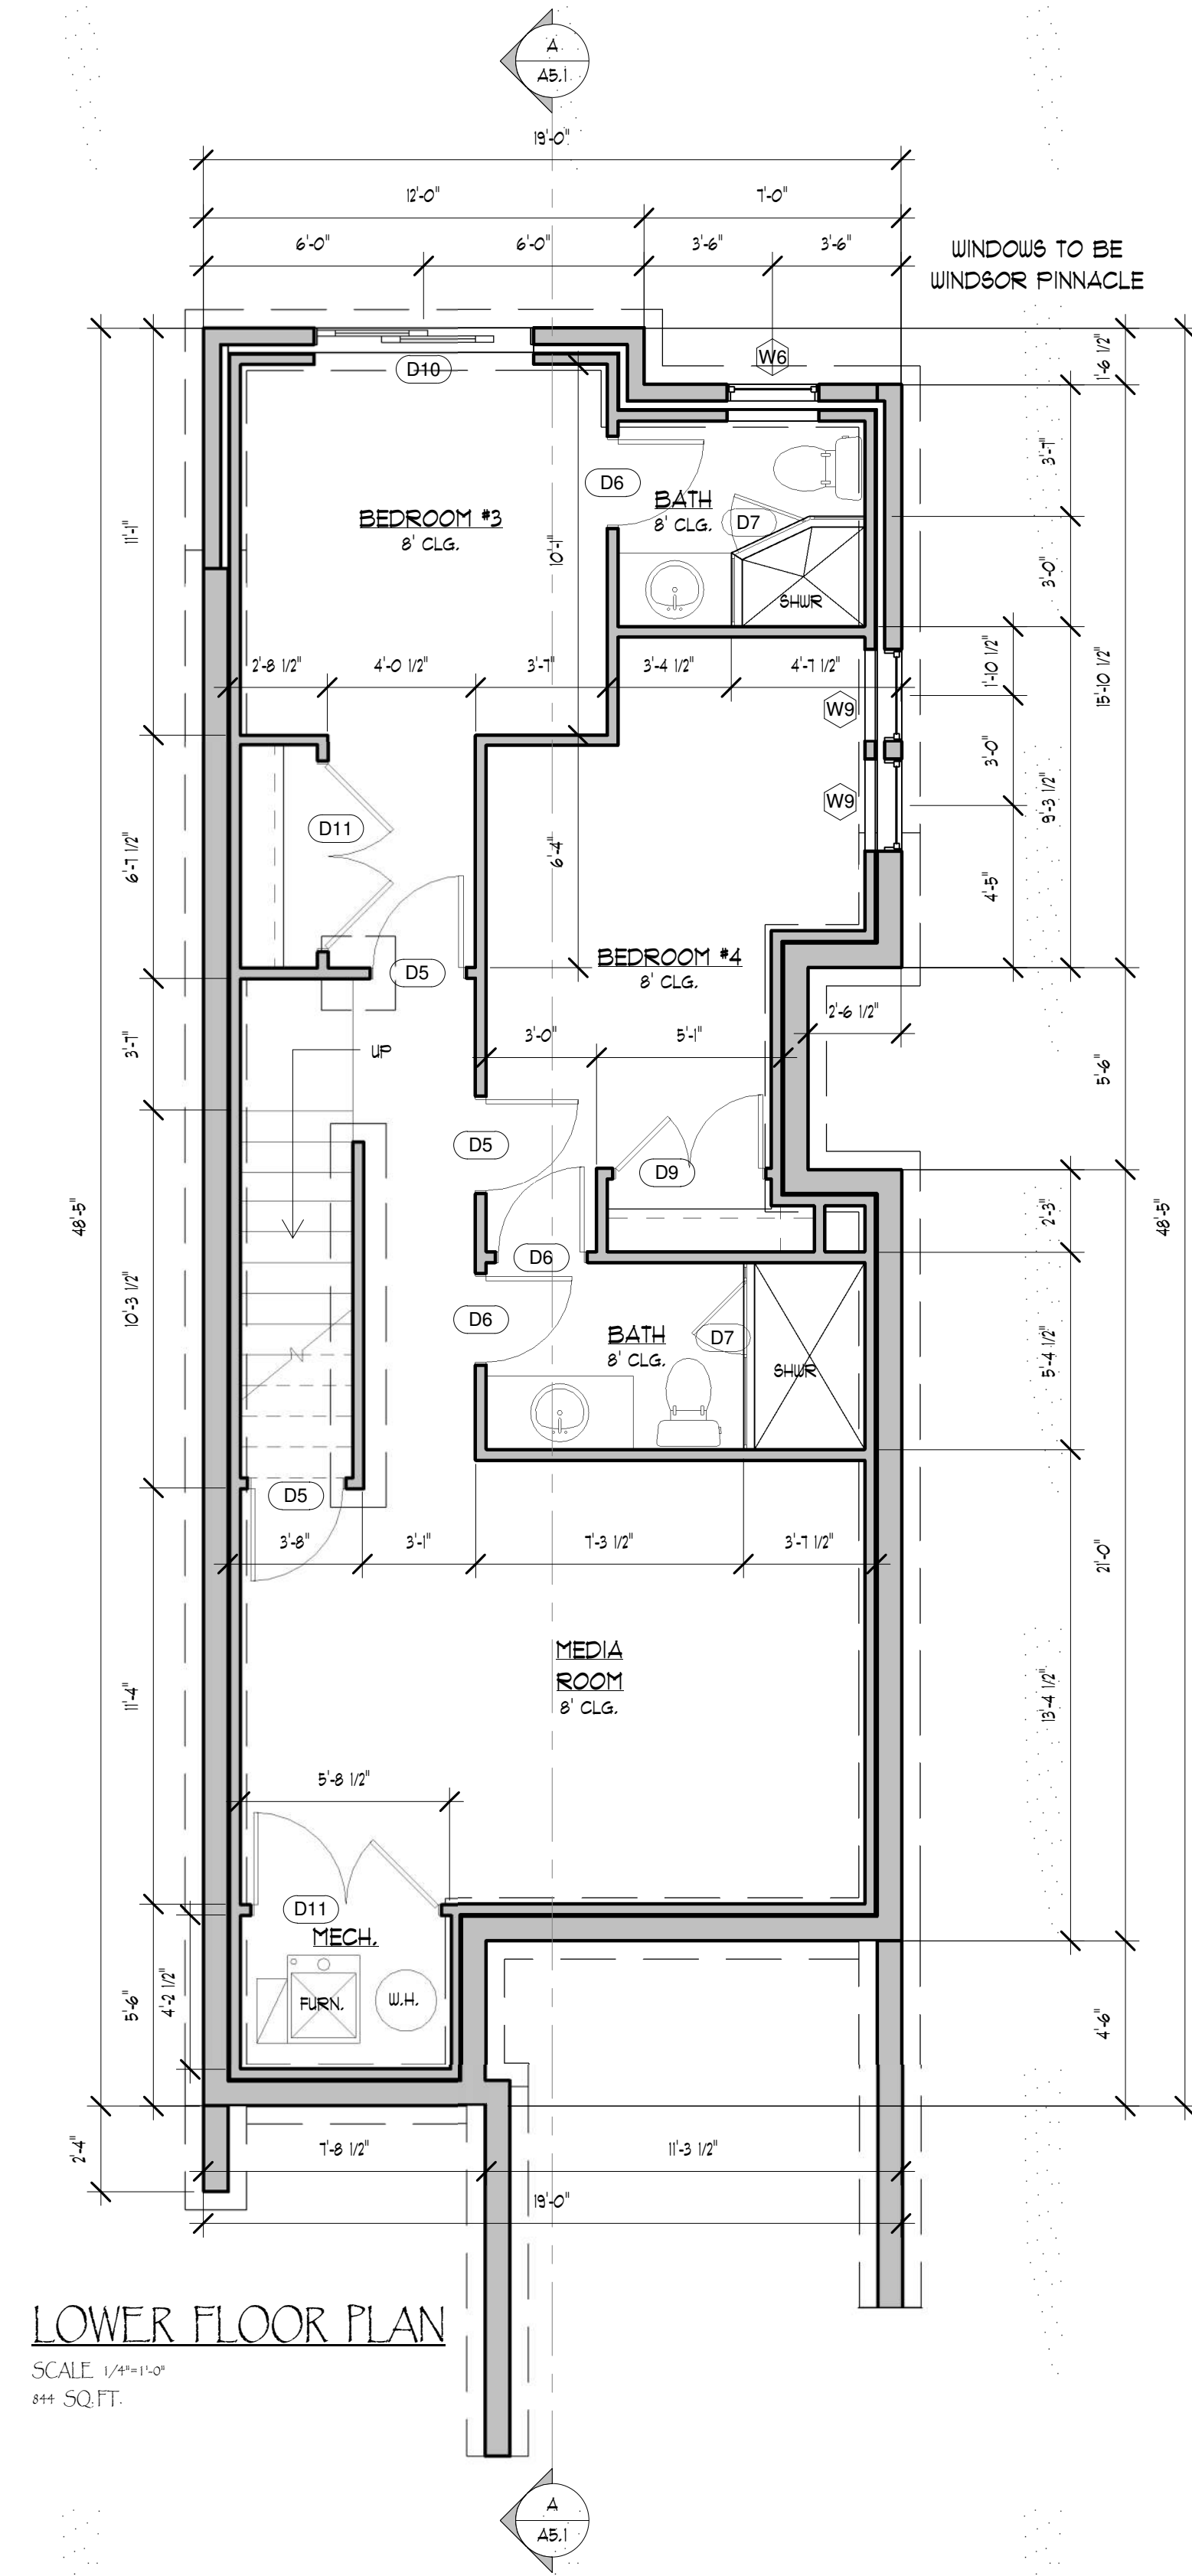 A
A5.1
19'-0"
12'-0"
7'-0"
6'-0"
6'-0"
3'-6"
3'-6"
WINDOWS TO BE
WINDSOR PINNACLE
W6
D10
1'-6 1/2"
3'-7"
D6
BATH
8' CLG.
D7
BEDROOM #3
8' CLG.
11'-1"
10'-1"
3'-0"
SHWR
2'-8 1/2"
4'-0 1/2"
3'-7"
3'-4 1/2"
4'-7 1/2"
1'-10 1/2"
15'-10 1/2"
W9
3'-0"
W9
9'-3 1/2"
D11
6'-7 1/2"
6'-4"
4'-5"
D5
BEDROOM #4
8' CLG.
2'-6 1/2"
3'-7"
UP
3'-0"
5'-1"
5'-6"
D5
D9
48'-5"
48'-5"
2'-3"
D6
10'-3 1/2"
D6
BATH
8' CLG.
D7
SHWR
5'-4 1/2"
D5
3'-8"
3'-1"
7'-3 1/2"
3'-7 1/2"
21'-0"
MEDIA
ROOM
8' CLG.
11'-4"
13'-4 1/2"
5'-8 1/2"
D11
MECH.
FURN.
W.H.
5'-6"
4'-2 1/2"
4'-6"
2'-4"
7'-8 1/2"
11'-3 1/2"
19'-0"
LOWER FLOOR PLAN
SCALE 1/4"=1'-0"
844 SQ.FT.
A
A5.1